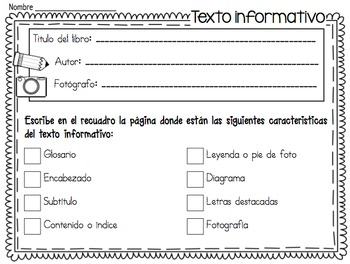 Nombre
Texto informativo
Titulo del libro:
Autor:
Fotógrafo:
Escribe en el recuadro la página donde están las siguientes características
del texto informativo:
Glosario
Leyenda o pie de foto
Encabezado
Diagrama
Subtítulo
Letras destacadas
Contenido o índice
Fotografía